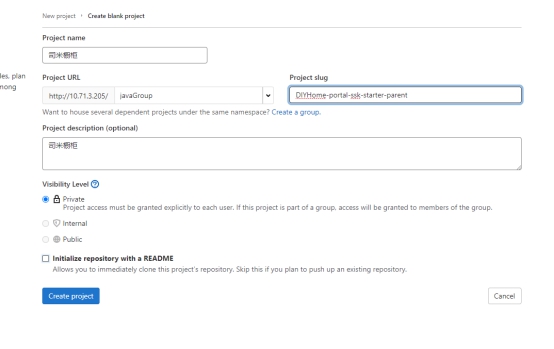 New project › Create blank project
Project name
司米橱柜
les, plan
mong
Project URL
Project slug
http://10.71.3.205/ javaGroup
DIYHome-portal-ssk-starter-parent
Want to house several dependent projects under the same namespace? Create a group.
Project description (optional)
司米橱柜
Visibility Level
Private
Project access must be granted explicitly to each user. If this project is part of a group, access will be granted to members of the group.
Internal
Public
Initialize repository with a README
Allows you to immediately clone this project's repository. Skip this if you plan to push up an existing repository.
Create project
Cancel